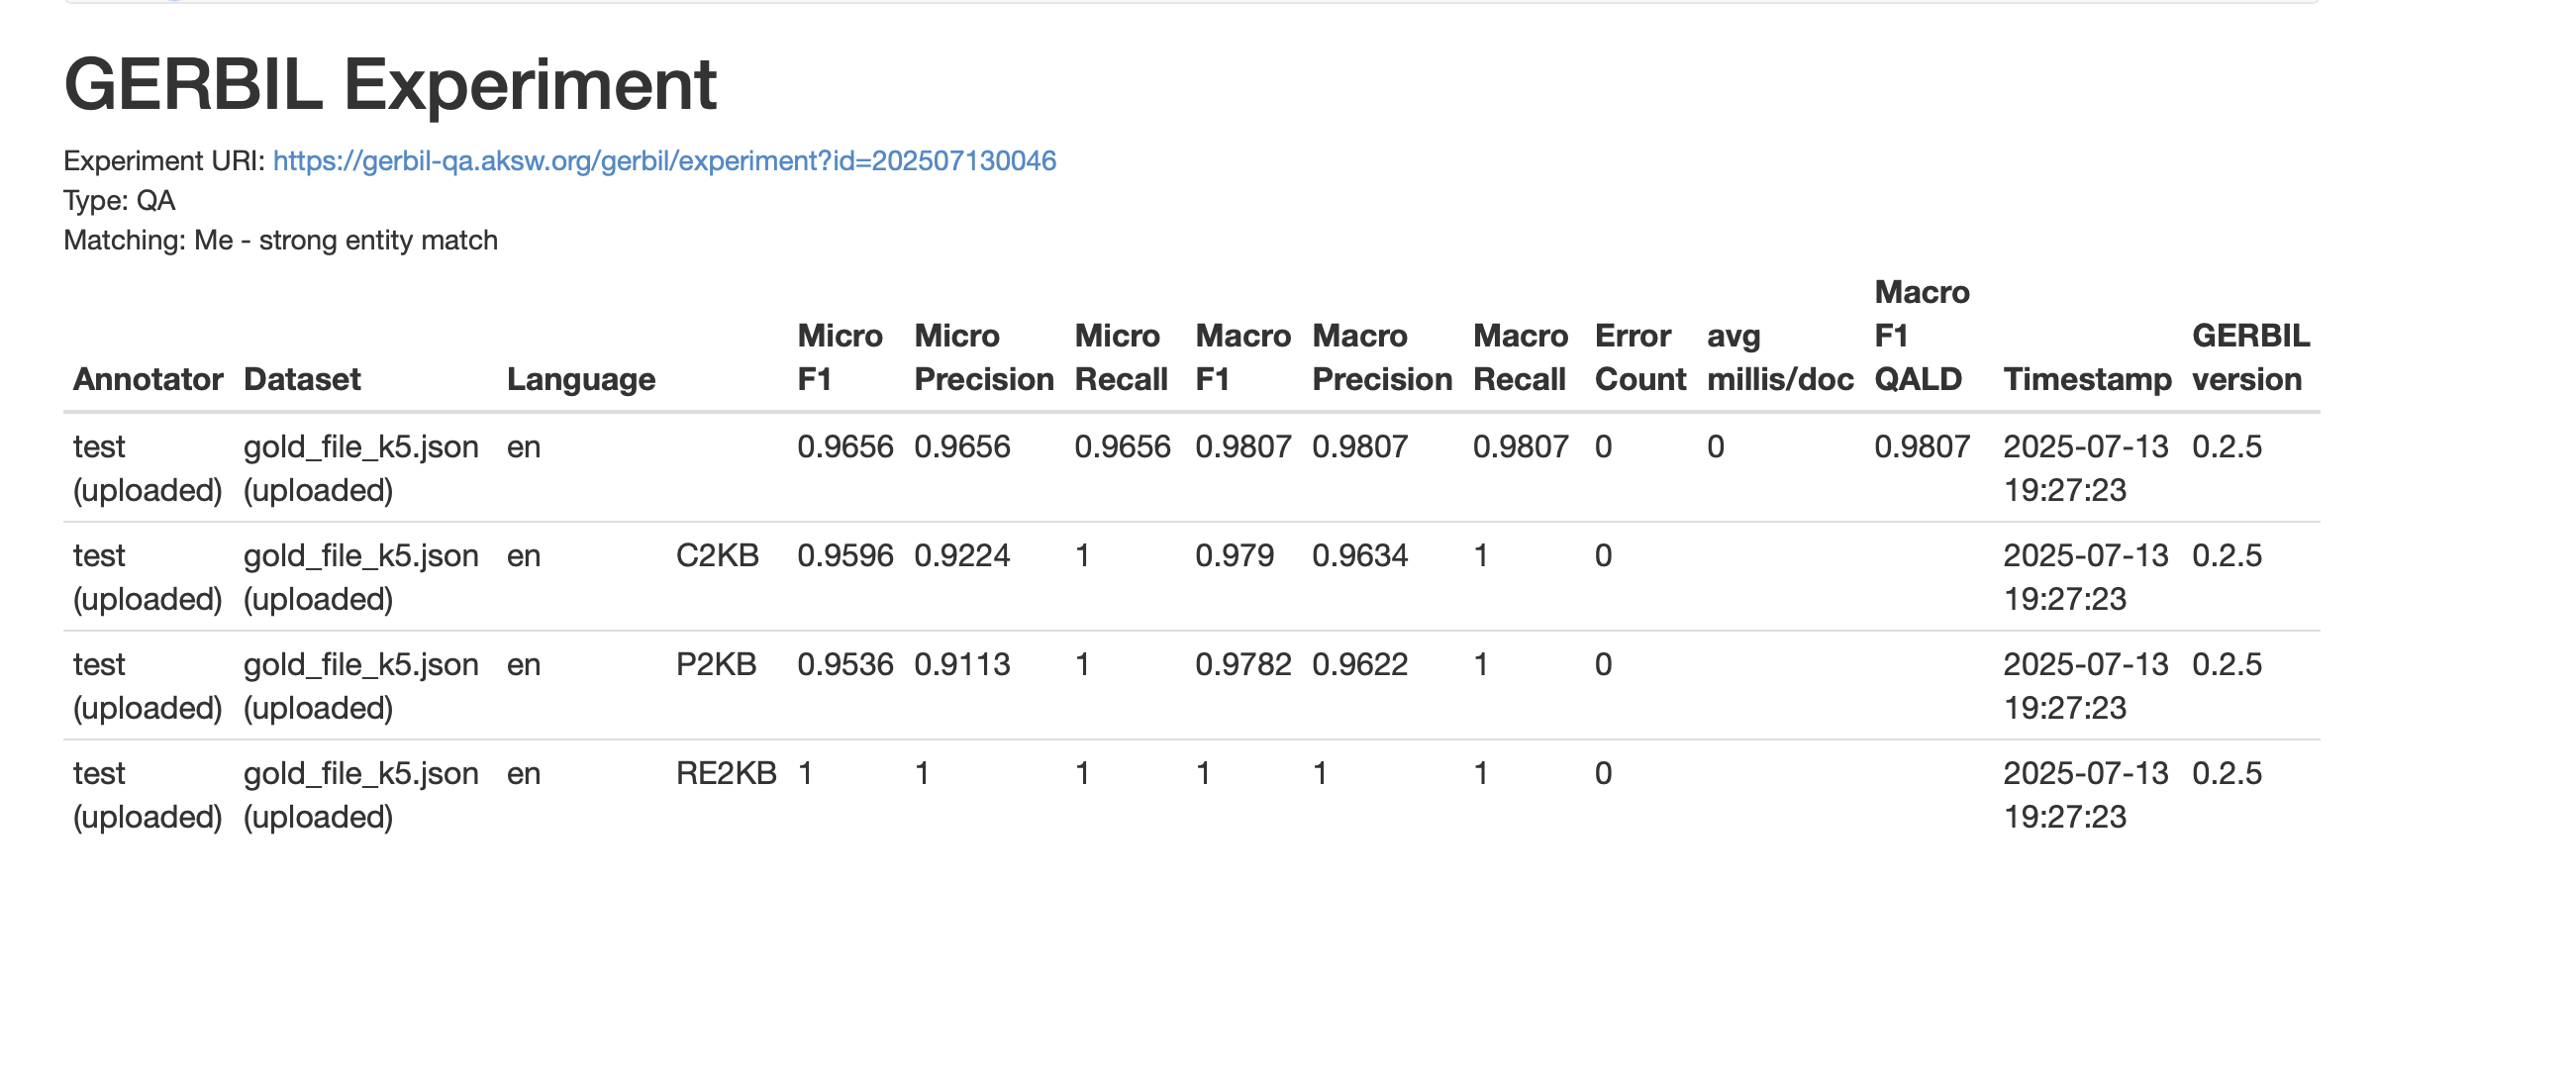 GERBIL Experiment
Experiment URI: https://gerbil-qa.aksw.org/gerbil/experiment?id=202507130046
Type: QA
Matching: Me - strong entity match
Annotator Dataset Language Micro F1 Micro Precision Micro Recall Macro F1 Macro Precision Macro Recall Error Count avg millis/doc Macro F1 QALD Timestamp GERBIL version
test (uploaded) gold_file_k5.json (uploaded) en 0.9656 0.9656 0.9656 0.9807 0.9807 0.9807 0 0 0.9807 2025-07-13 19:27:23 0.2.5
test (uploaded) gold_file_k5.json (uploaded) en C2KB 0.9596 0.9224 1 0.979 0.9634 1 0 2025-07-13 19:27:23 0.2.5
test (uploaded) gold_file_k5.json (uploaded) en P2KB 0.9536 0.9113 1 0.9782 0.9622 1 0 2025-07-13 19:27:23 0.2.5
test (uploaded) gold_file_k5.json (uploaded) en RE2KB 1 1 1 1 1 1 0 2025-07-13 19:27:23 0.2.5